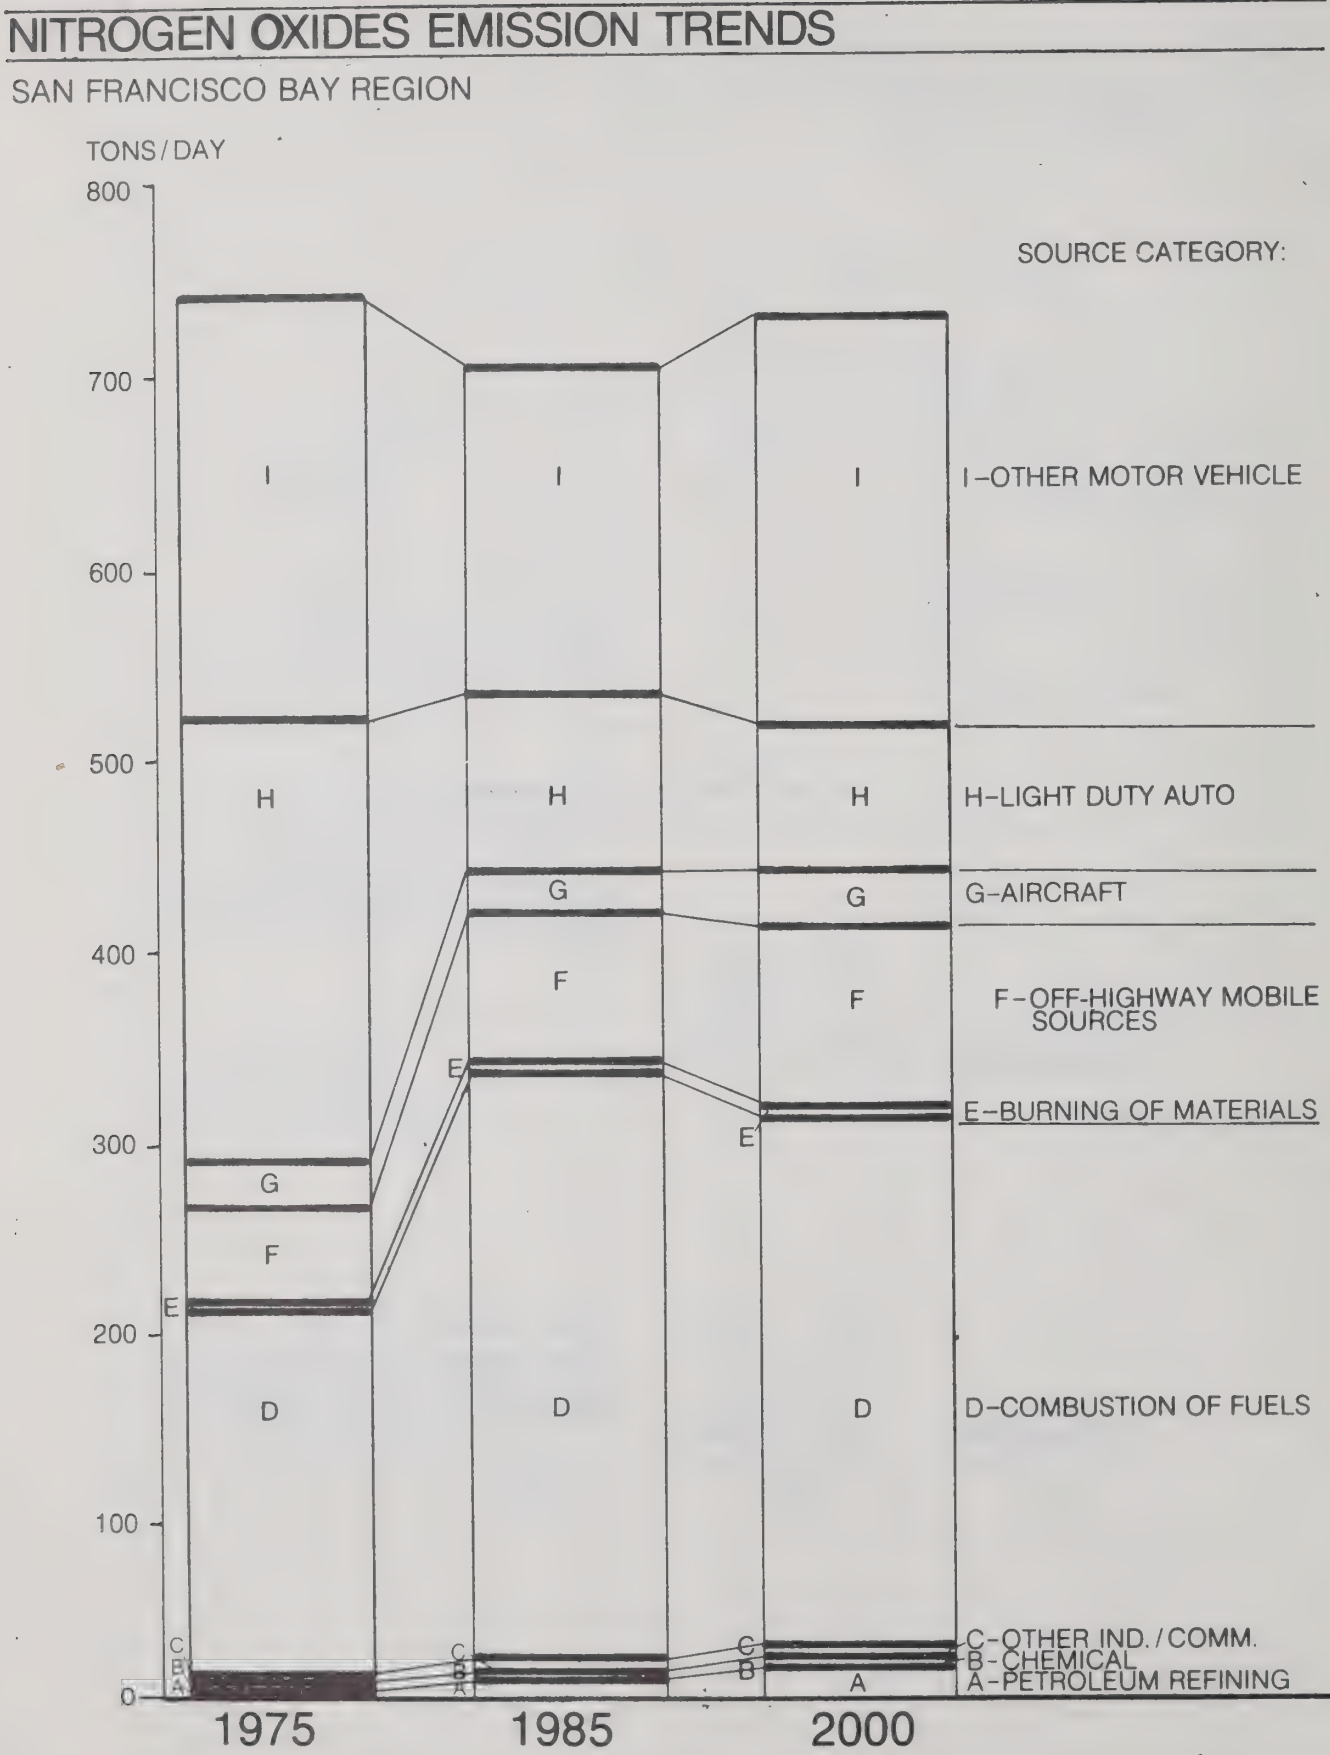 NITROGEN OXIDES EMISSION TRENDS
SAN FRANCISCO BAY REGION
TONS/DAY
800
SOURCE CATEGORY:
700
I I I I-OTHER MOTOR VEHICLE
600
500
H H H H-LIGHT DUTY AUTO
G G G-AIRCRAFT
400
F F F-OFF-HIGHWAY MOBILE
SOURCES
E E-BURNING OF MATERIALS
E
300
G
F
E
200
D D D D-COMBUSTION OF FUELS
100
C C C C-OTHER IND./COMM.
B B B B-CHEMICAL
A A A A-PETROLEUM REFINING
0
1975 1985 2000